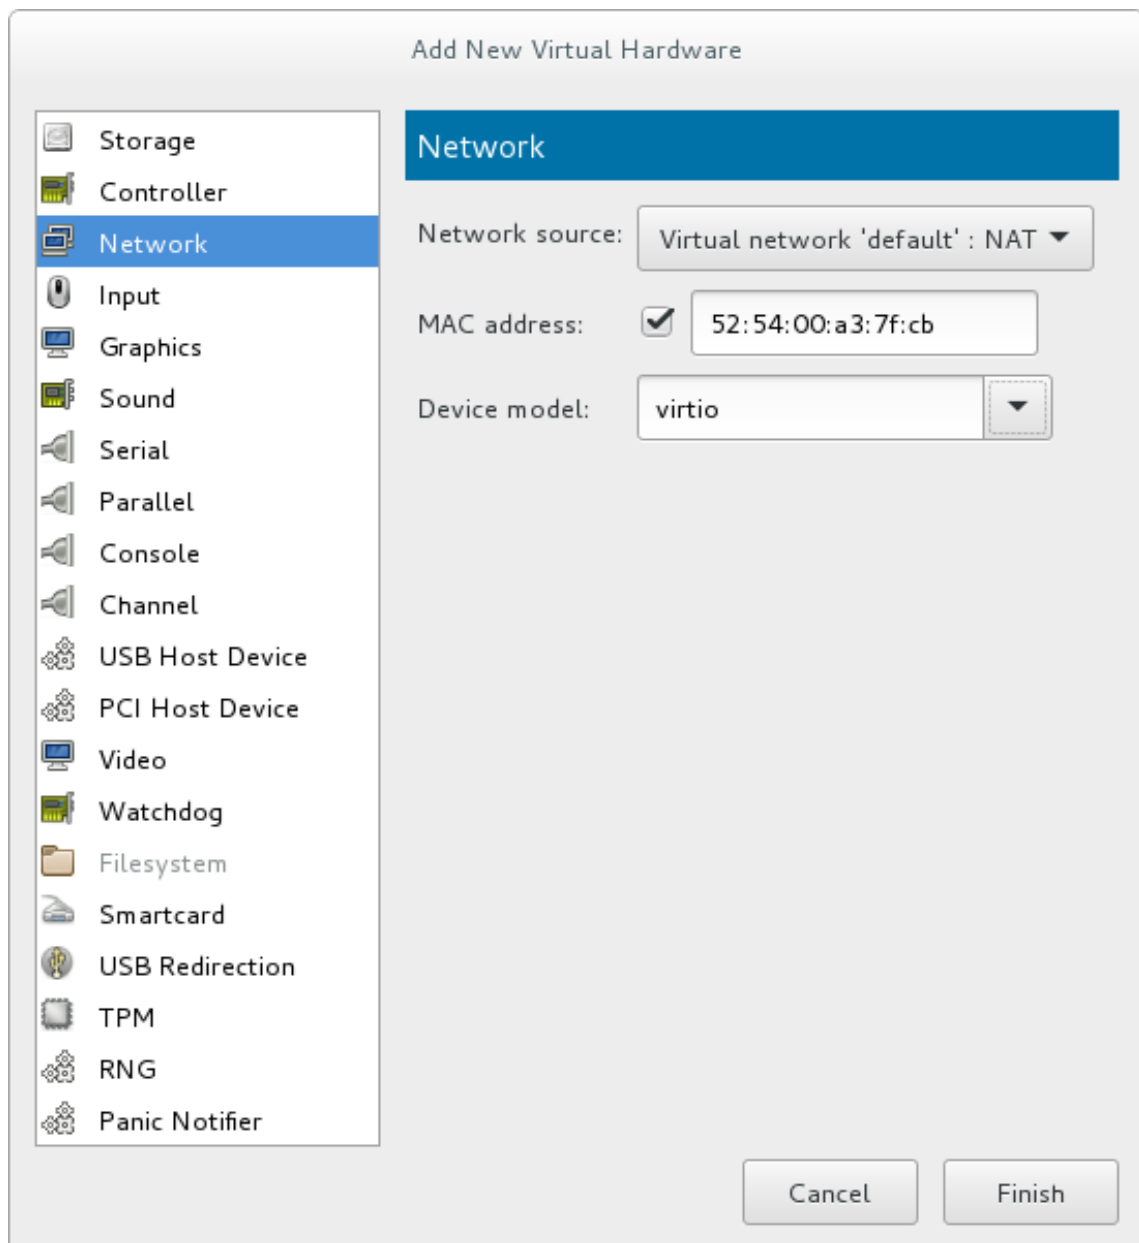 Add New Virtual Hardware
Storage
Controller
Network
Input
Graphics
Sound
Serial
Parallel
Console
Channel
USB Host Device
PCI Host Device
Video
Watchdog
Filesystem
Smartcard
USB Redirection
TPM
RNG
Panic Notifier
Network
Network source: Virtual network 'default' : NAT
MAC address: 52:54:00:a3:7f:cb
Device model: virtio
Cancel Finish